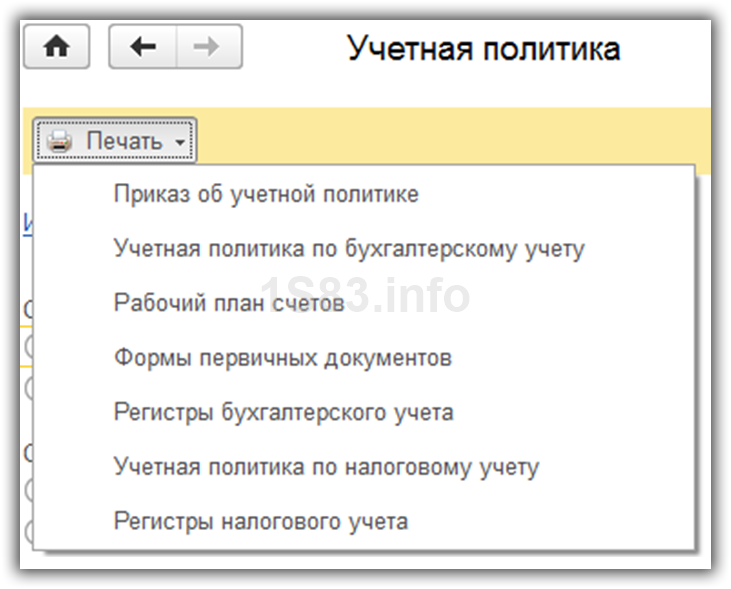 Учетная политика
Печать
Приказ об учетной политике
Учетная политика по бухгалтерскому учету
1S83.info
Рабочий план счетов
Формы первичных документов
Регистры бухгалтерского учета
Учетная политика по налоговому учету
Регистры налогового учета